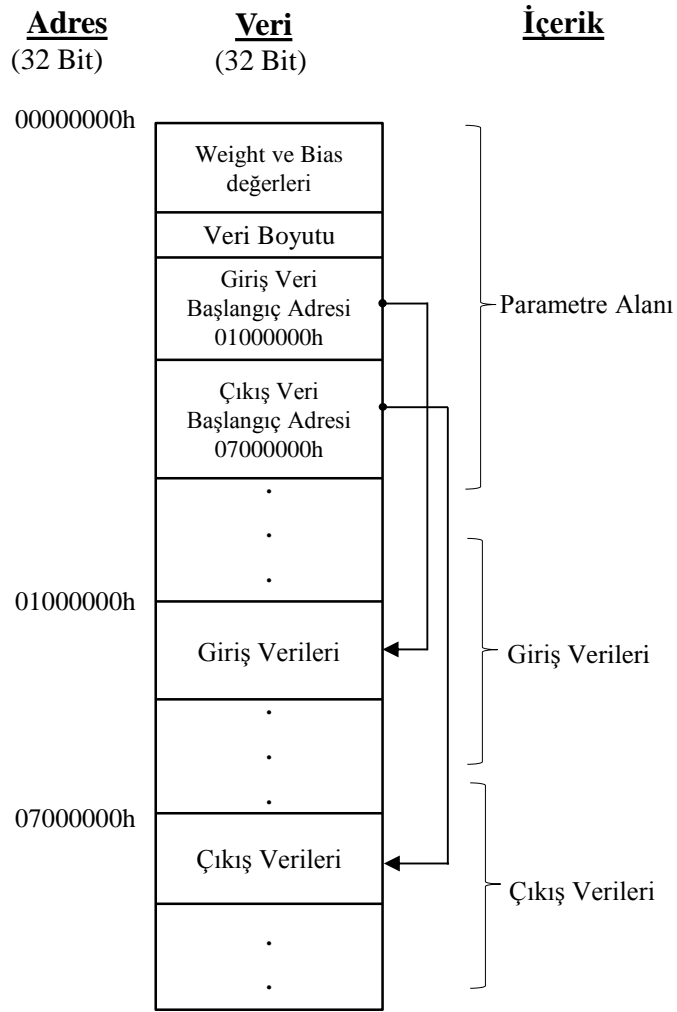 Adres
(32 Bit)
Veri
(32 Bit)
İçerik
00000000h
Weight ve Bias
değerleri
Veri Boyutu
Giriş Veri
Başlangıç Adresi
01000000h
Çıkış Veri
Başlangıç Adresi
07000000h
Parametre Alanı
01000000h
Giriş Verileri
Giriş Verileri
07000000h
Çıkış Verileri
Çıkış Verileri